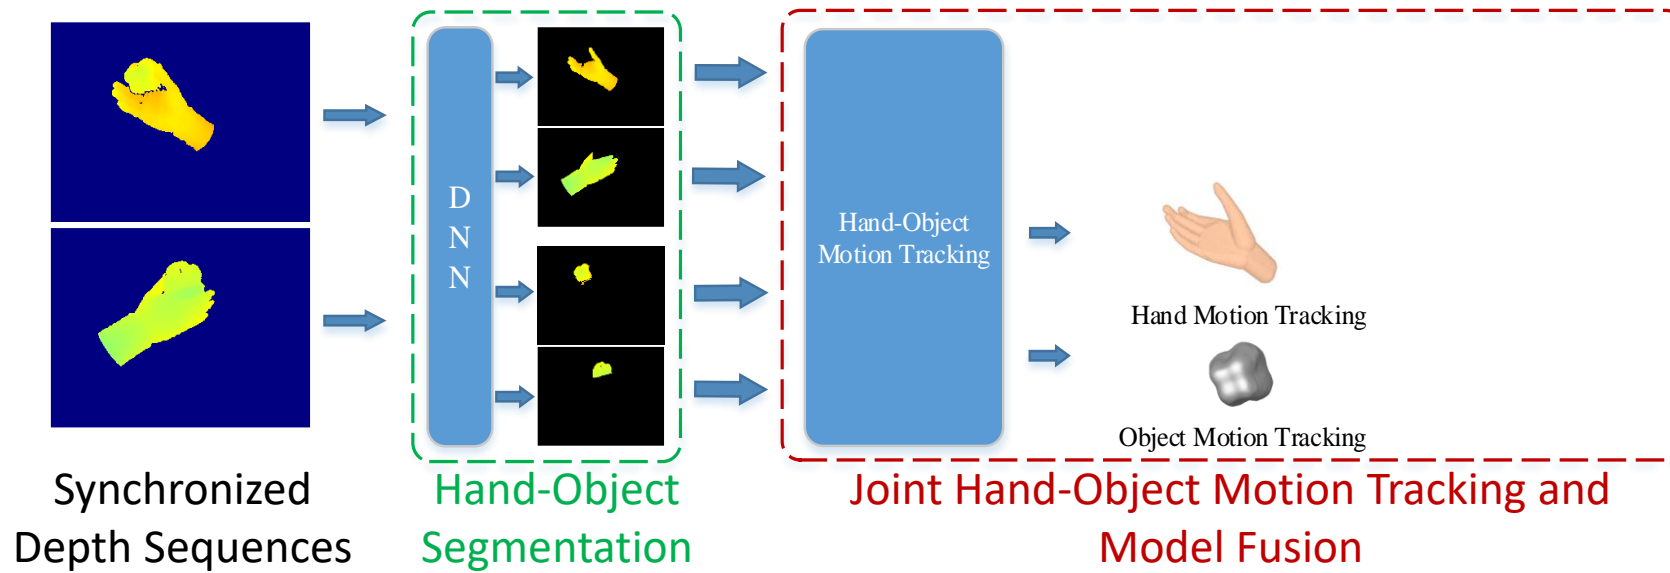 D
N
N
Hand-Object
Motion Tracking
Hand Motion Tracking
Object Motion Tracking
Synchronized
Depth Sequences
Hand-Object
Segmentation
Joint Hand-Object Motion Tracking and
Model Fusion